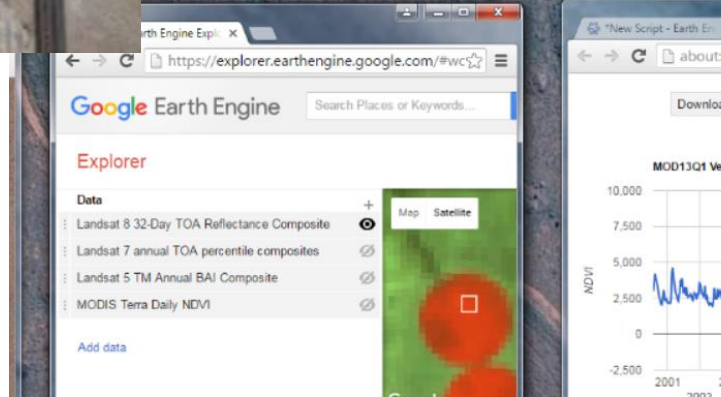 rth Engine Expl
https://explorer.earthengine.google.com/#wc
Google Earth Engine
Search Places or Keywords...
Explorer
Data
Map Satellite
Landsat 8 32-Day TOA Reflectance Composite
Landsat 7 annual TOA percentile composites
Landsat 5 TM Annual BAI Composite
MODIS Terra Daily NDVI
Add data
"New Script - Earth En
about:
Downloa
MOD13Q1 Ve
10,000
7,500
5,000
2,500
0
-2,500
NDVI
2001